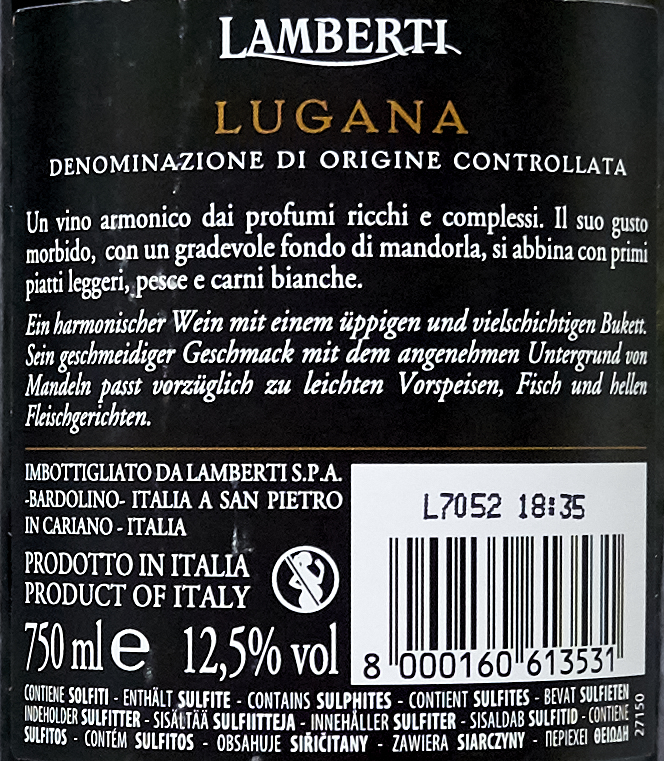 LAMBERTI
LUGANA
DENOMINAZIONE DI ORIGINE CONTROLLATA
Un vino armonico dai profumi ricchi e complessi. Il suo gusto
morbido, con un gradevole fondo di mandorla, si abbina con primi
piatti leggeri, pesce e carni bianche.
Ein harmonischer Wein mit einem üppigen und vielschichtigen Bukett.
Sein geschmeidiger Geschmack mit dem angenehmen Untergrund von
Mandeln passt vorzüglich zu leichten Vorspeisen, Fisch und hellen
Fleischgerichten.
IMBOTTIGLIATO DA LAMBERTI S.P.A.
-BARDOLINO- ITALIA A SAN PIETRO
IN CARIANO - ITALIA
PRODOTTO IN ITALIA
PRODUCT OF ITALY
750 ml e 12,5% vol
L7052 18:35
8 000160 613531
CONTIENE SOLFITI - ENTHÄLT SULFITE - CONTAINS SULPHITES - CONTIENT SULFITES - BEVAT SULFIETEN
INDEHOLDER SULFITTER - SISÄLTÄÄ SULFIITTEJA - INNEHÅLLER SULFITER - SISALDAB SULFITID - CONTIENE
SULFITOS - CONTÉM SULFITOS - OBSAHUJE SIŘIČITANY - ZAWIERA SIARCZYNY - ΠΕΡΙΕΧΕΙ ΘΕΙΩΔΗ
27150